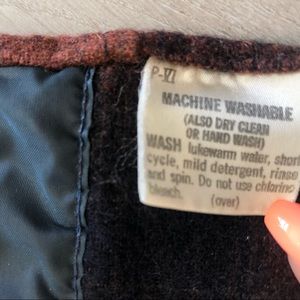 P-VI
MACHINE WASHABLE
(ALSO DRY CLEAN
OR HAND WASH)
WASH lukewarm water, short
cycle, mild detergent, rinse
and spin. Do not use chlorine
bleach.
(over)